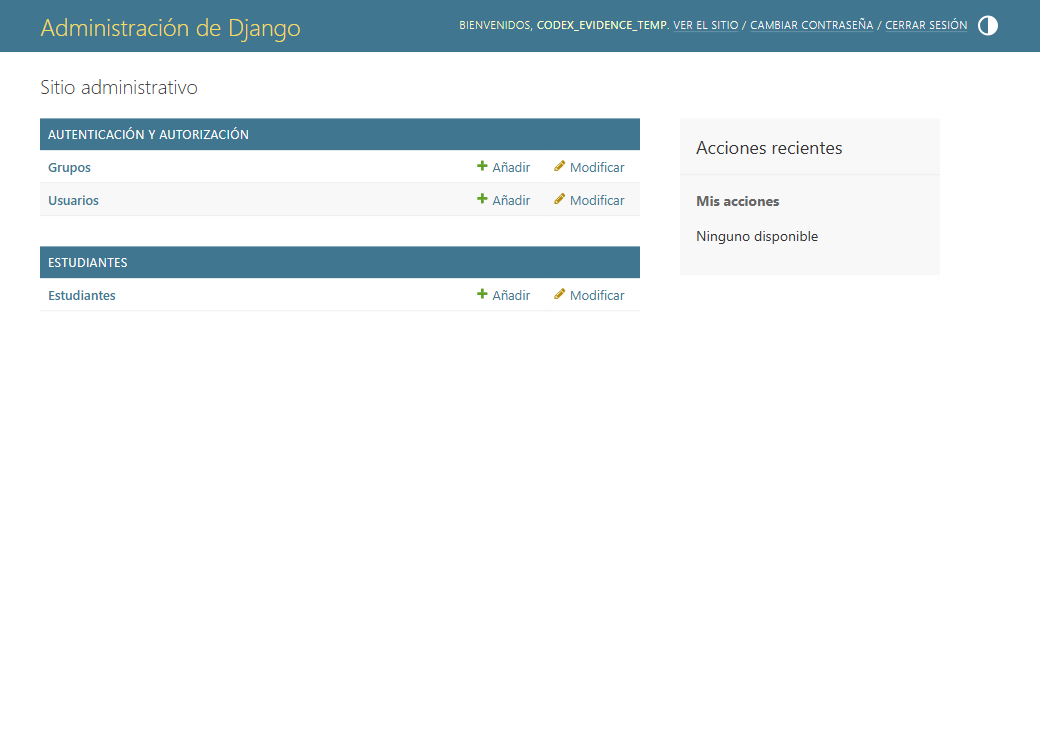 Administración de Django
BIENVENIDOS, CODEX_EVIDENCE_TEMP. VER EL SITIO / CAMBIAR CONTRASEÑA / CERRAR SESIÓN
Sitio administrativo
AUTENTICACIÓN Y AUTORIZACIÓN
Grupos Añadir Modificar
Usuarios Añadir Modificar
ESTUDIANTES
Estudiantes Añadir Modificar
Acciones recientes
Mis acciones
Ninguno disponible